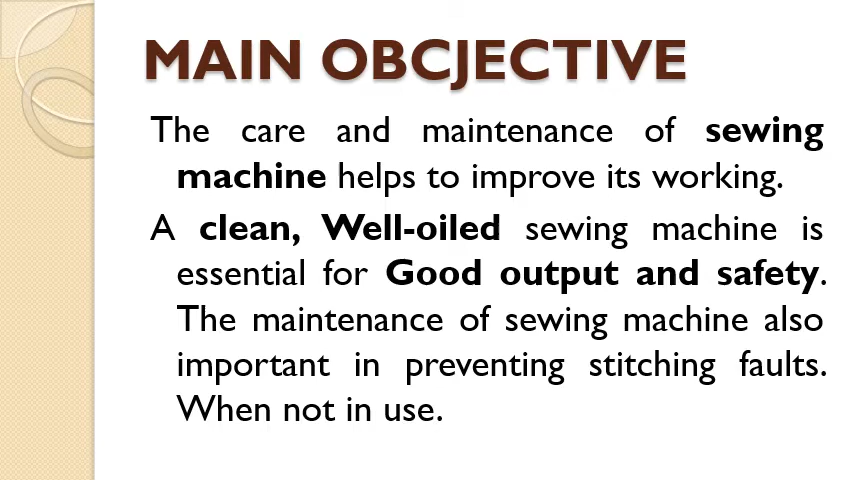 MAIN OBCJECTIVE
The care and maintenance of sewing
machine helps to improve its working.
A clean, Well-oiled sewing machine is
essential for Good output and safety.
The maintenance of sewing machine also
important in preventing stitching faults.
When not in use.